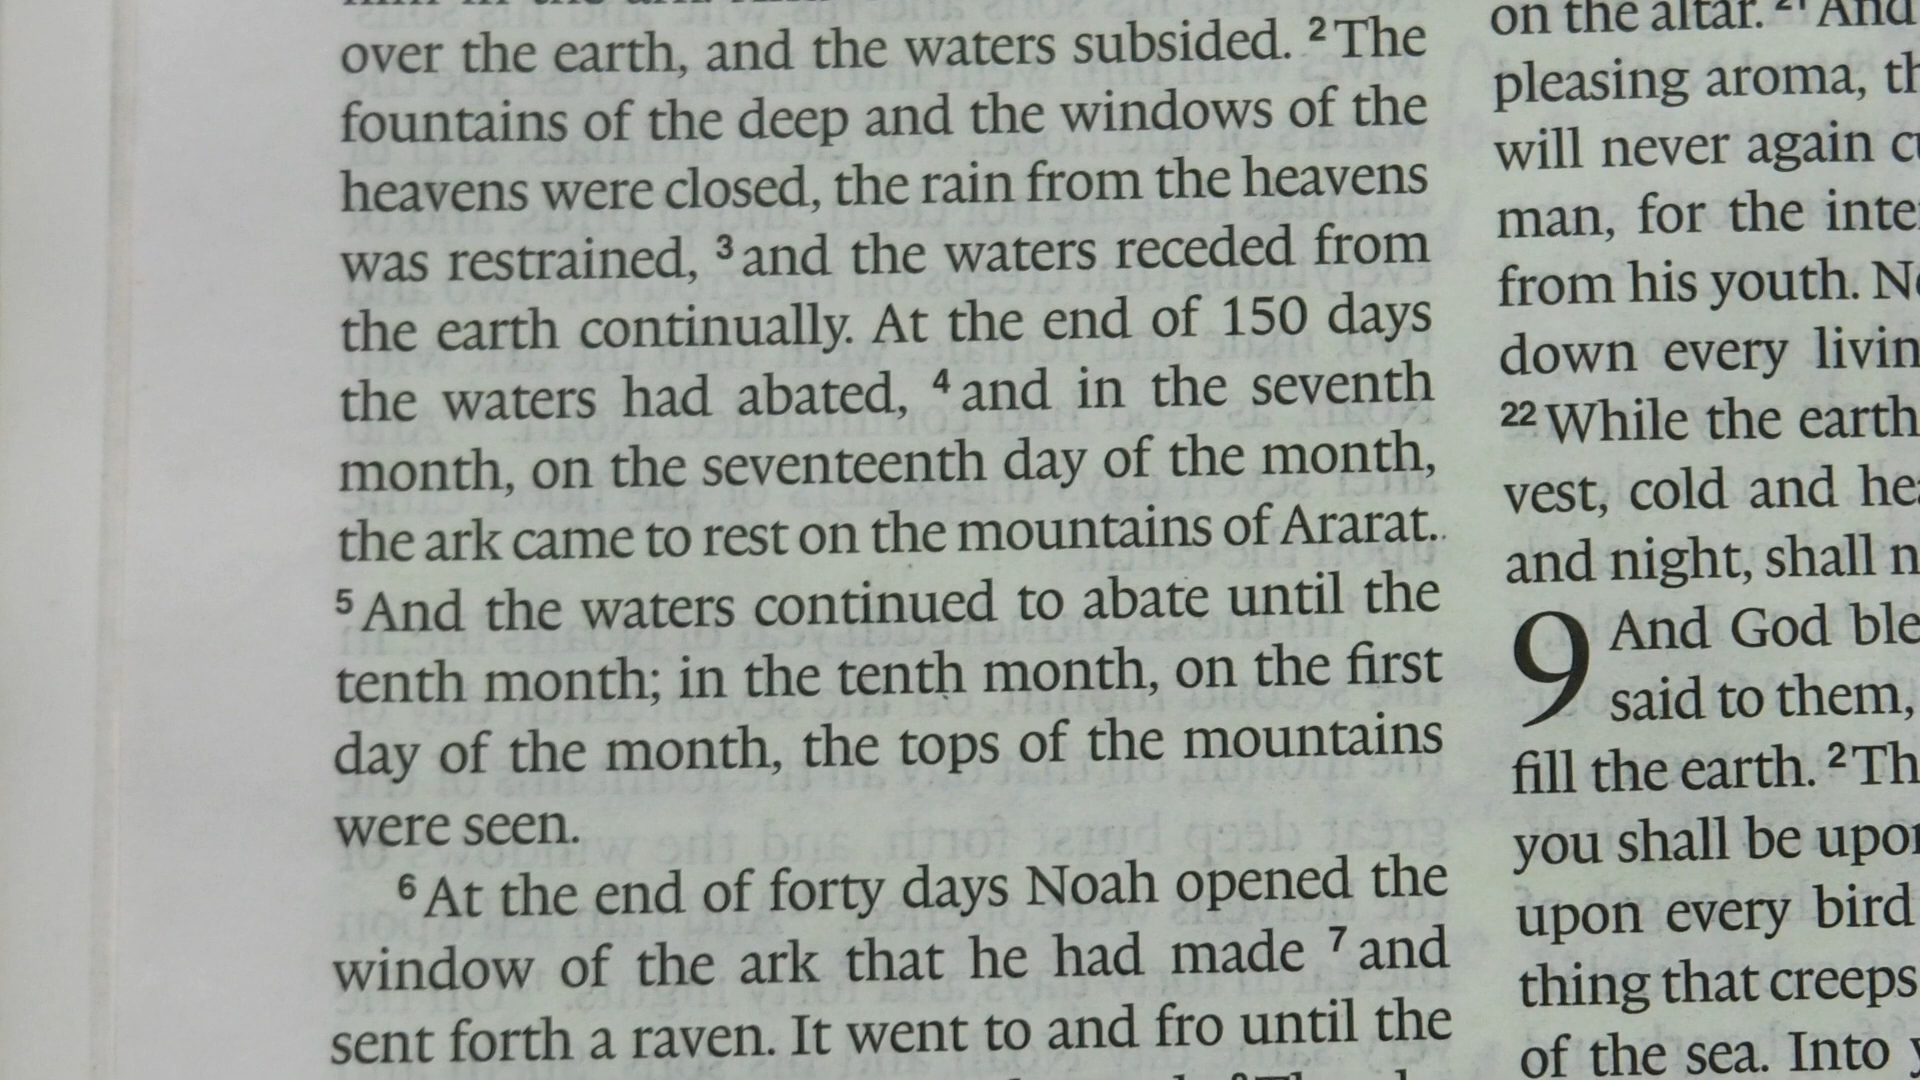 over the earth, and the waters subsided. 2 The
fountains of the deep and the windows of the
heavens were closed, the rain from the heavens
was restrained, 3 and the waters receded from
the earth continually. At the end of 150 days
the waters had abated, 4 and in the seventh
month, on the seventeenth day of the month,
the ark came to rest on the mountains of Ararat.
5 And the waters continued to abate until the
tenth month; in the tenth month, on the first
day of the month, the tops of the mountains
were seen.
6 At the end of forty days Noah opened the
window of the ark that he had made 7 and
sent forth a raven. It went to and fro until the
on the altar. 21 And
pleasing aroma,
will never again
man, for the
from his youth.
down every
22 While the earth
vest, cold and
and night, shall
9 And God
said to them,
fill the earth. 2
you shall be
upon every bird
thing that creeps
of the sea. Into